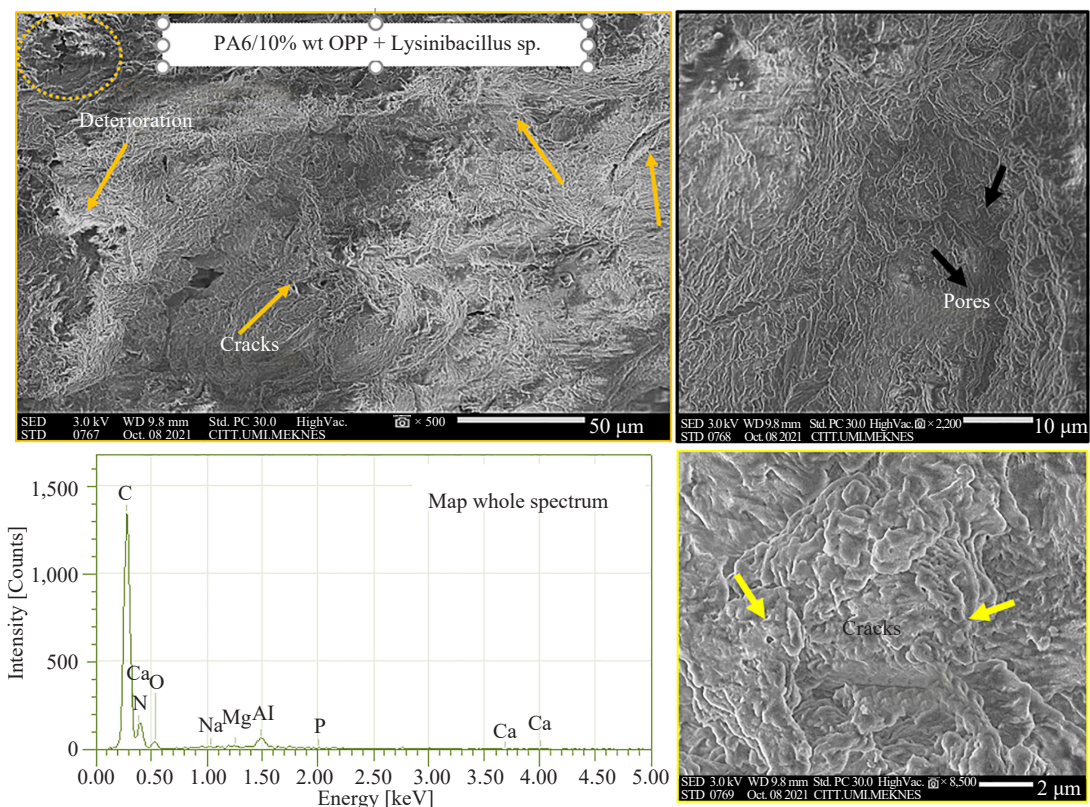 PA6/10% wt OPP + Lysinibacillus sp.
Deterioration
Cracks
SED 3.0 kV WD 9.8 mm Std. PC 30.0 HighVac. × 500 50 μm
STD 0767 Oct. 08 2021 CITT.UMI.MEKNES
Pores
SED 3.0 kV WD 9.8 mm Std. PC 30.0 HighVac. × 2,200 10 μm
STD 0768 Oct. 08 2021 CITT.UMI.MEKNES
Map whole spectrum
Intensity [Counts]
1,500
1,000
500
0
C
Ca
N
O
Na
Mg
AI
P
Ca
Ca
0.00 0.50 1.00 1.50 2.00 2.50 3.00 3.50 4.00 4.50 5.00
Energy [keV]
Cracks
SED 3.0 kV WD 9.8 mm Std. PC 30.0 HighVac. × 8,500 2 μm
STD 0769 Oct. 08 2021 CITT.UMI.MEKNES